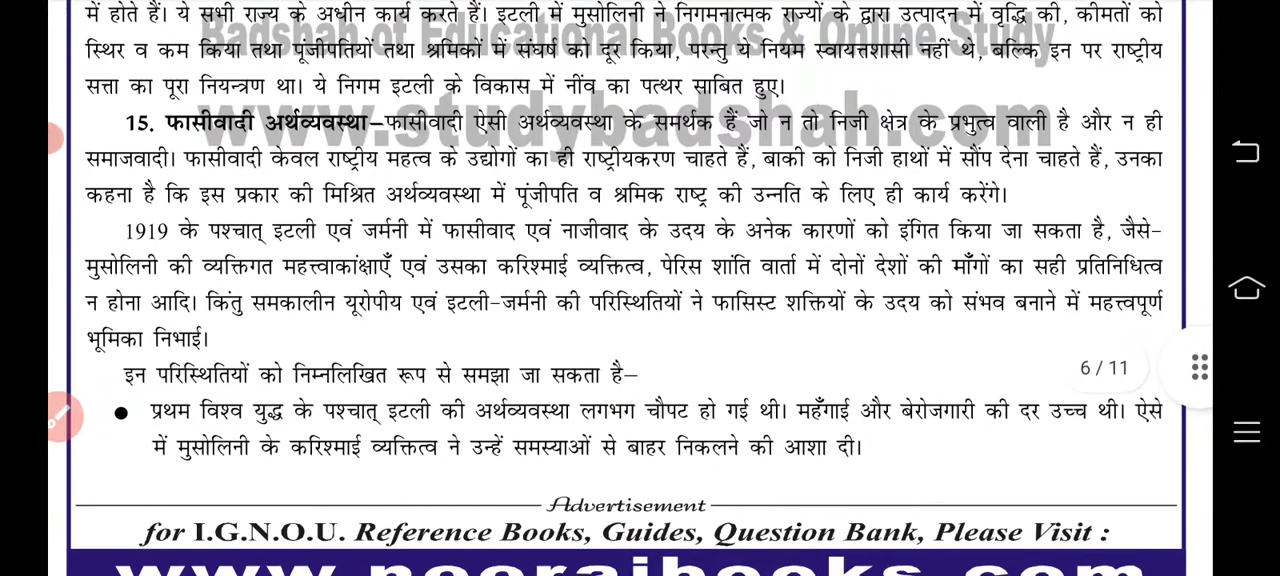 में होते हैं। ये सभी राज्य के अधीन कार्य करते हैं। इटली में मुसोलिनी ने निगमनात्मक राज्यों के द्वारा उत्पादन में वृद्धि की, कीमतों को
Badshah of Educational Books & Online Study
स्थिर व कम किया तथा पूंजीपतियों तथा श्रमिकों में संघर्ष को दूर किया, परन्तु ये नियम स्वायत्तशासी नहीं थे, बल्कि इन पर राष्ट्रीय
सत्ता का पूरा नियन्त्रण था। ये निगम इटली के विकास में नींव का पत्थर साबित हुए।
www.studybadshah.com
15. फासीवादी अर्थव्यवस्था–फासीवादी ऐसी अर्थव्यवस्था के समर्थक हैं जो न तो निजी क्षेत्र के प्रभुत्व वाली है और न ही
समाजवादी। फासीवादी केवल राष्ट्रीय महत्व के उद्योगों का ही राष्ट्रीयकरण चाहते हैं, बाकी को निजी हाथों में सौंप देना चाहते हैं, उनका
कहना है कि इस प्रकार की मिश्रित अर्थव्यवस्था में पूंजीपति व श्रमिक राष्ट्र की उन्नति के लिए ही कार्य करेंगे।
1919 के पश्चात् इटली एवं जर्मनी में फासीवाद एवं नाजीवाद के उदय के अनेक कारणों को इंगित किया जा सकता है, जैसे–
मुसोलिनी की व्यक्तिगत महत्त्वाकांक्षाएँ एवं उसका करिश्माई व्यक्तित्व, पेरिस शांति वार्ता में दोनों देशों की माँगों का सही प्रतिनिधित्व
न होना आदि। किंतु समकालीन यूरोपीय एवं इटली-जर्मनी की परिस्थितियों ने फासिस्ट शक्तियों के उदय को संभव बनाने में महत्त्वपूर्ण
भूमिका निभाई।
इन परिस्थितियों को निम्नलिखित रूप से समझा जा सकता है–
6 / 11
● प्रथम विश्व युद्ध के पश्चात् इटली की अर्थव्यवस्था लगभग चौपट हो गई थी। महँगाई और बेरोजगारी की दर उच्च थी। ऐसे
में मुसोलिनी के करिश्माई व्यक्तित्व ने उन्हें समस्याओं से बाहर निकलने की आशा दी।
Advertisement
for I.G.N.O.U. Reference Books, Guides, Question Bank, Please Visit :
www.neerajbooks.com